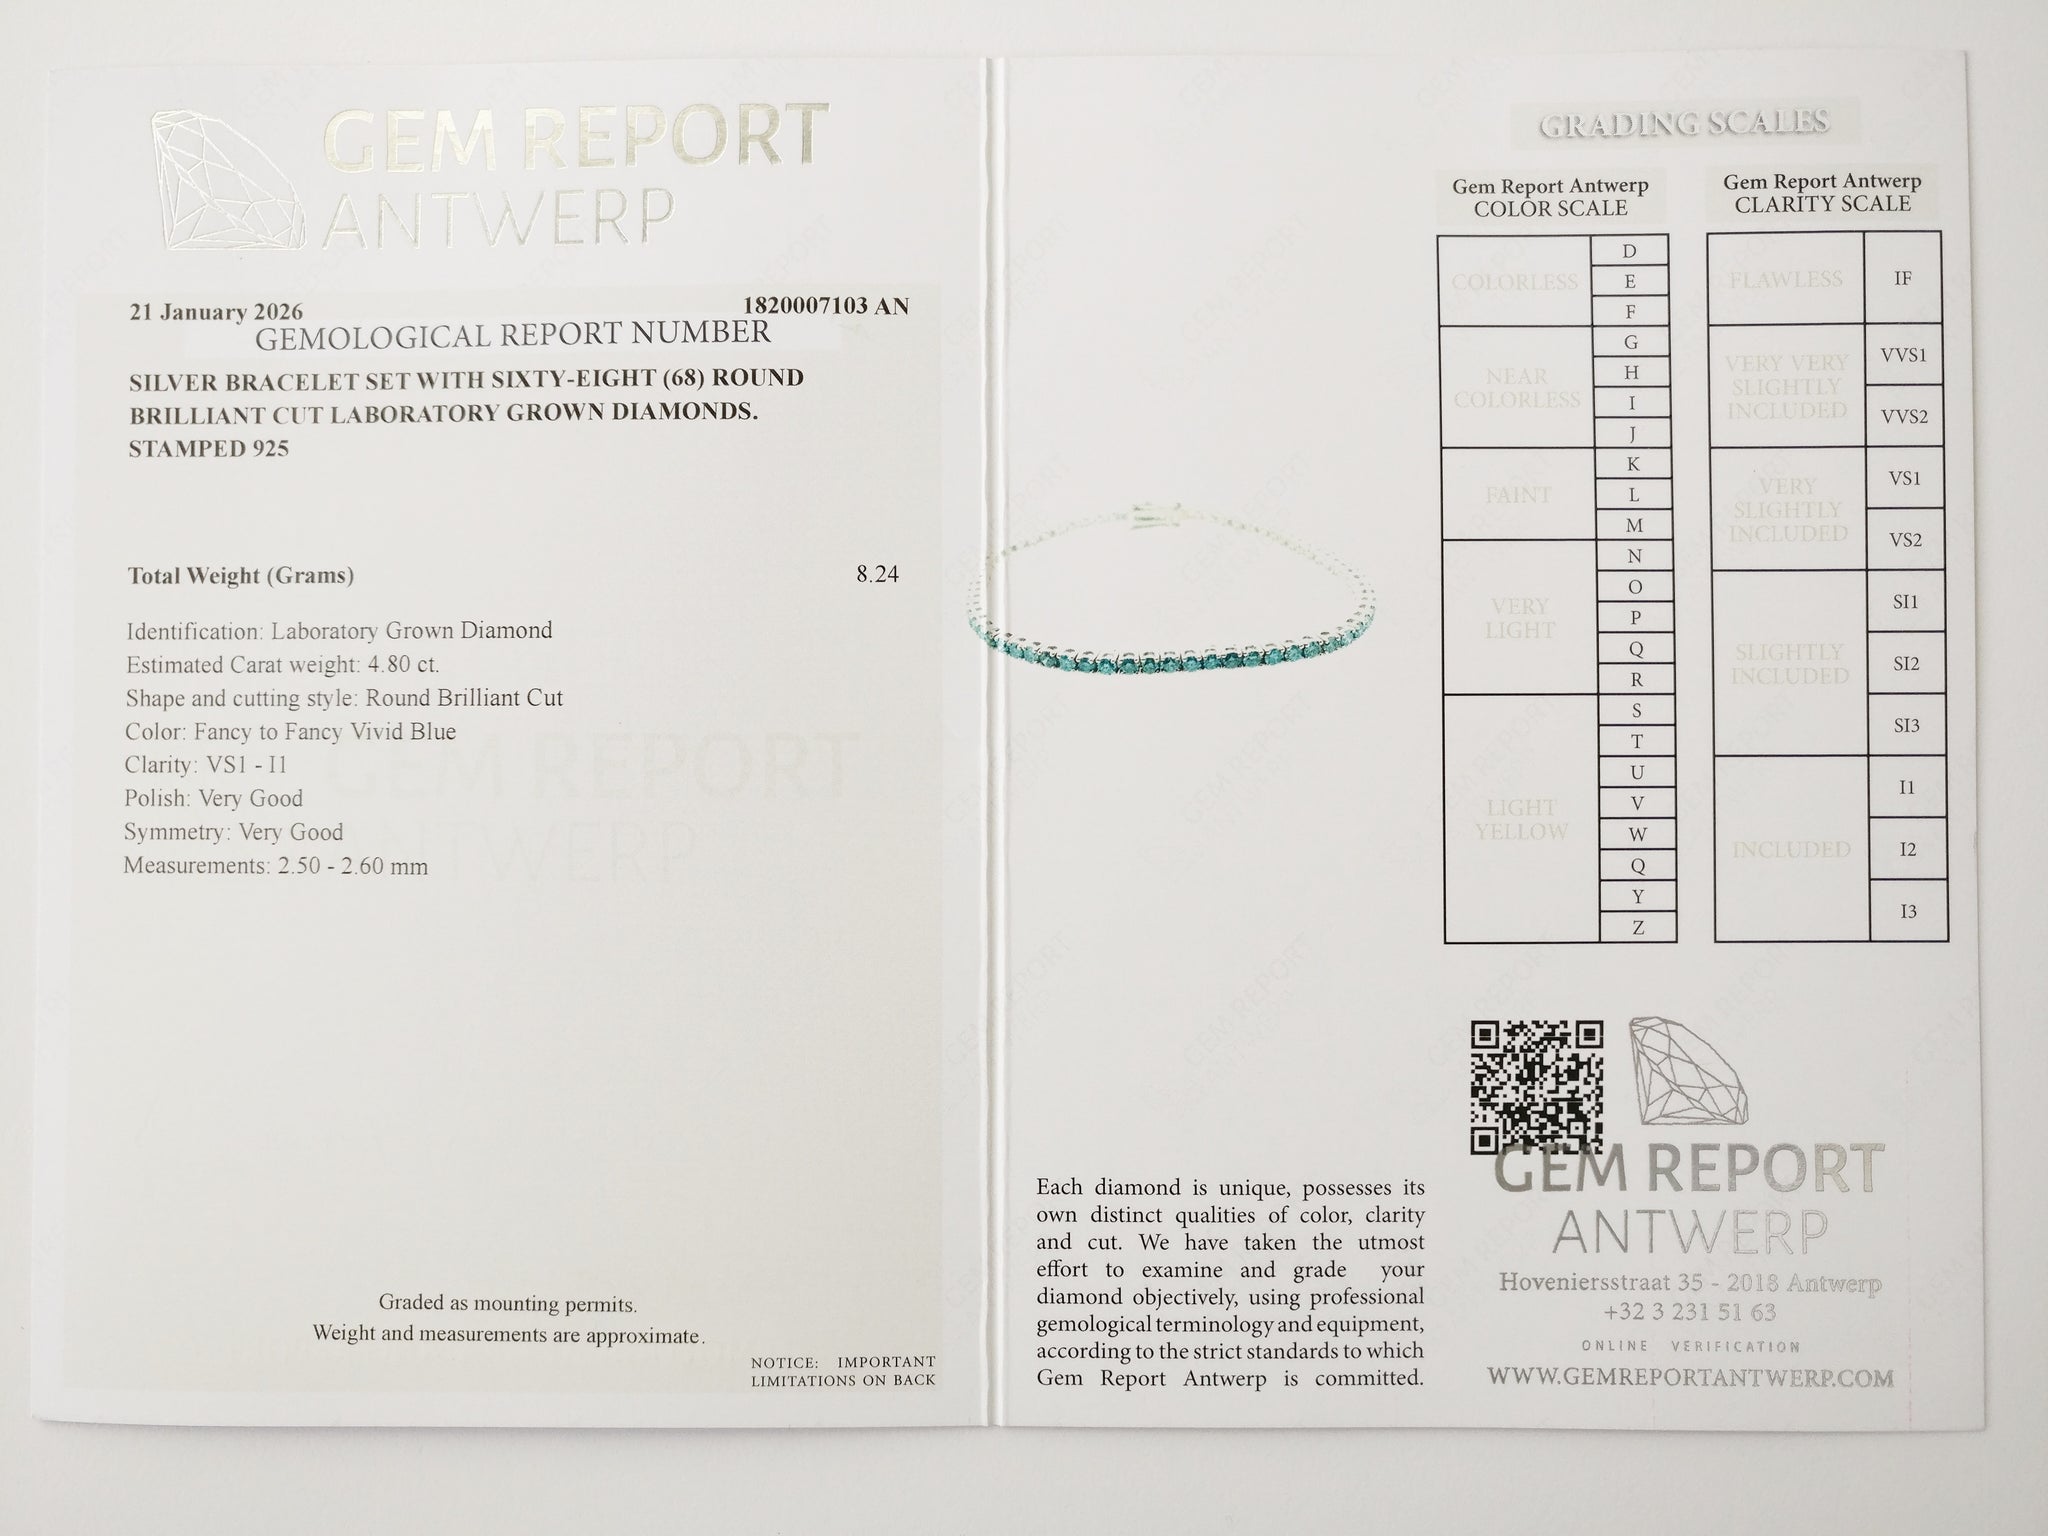 GEM REPORT
ANTWERP
21 January 2026
1820007103 AN
GEMOLOGICAL REPORT NUMBER
SILVER BRACELET SET WITH SIXTY-EIGHT (68) ROUND
BRILLIANT CUT LABORATORY GROWN DIAMONDS.
STAMPED 925
Total Weight (Grams) 8.24
Identification: Laboratory Grown Diamond
Estimated Carat weight: 4.80 ct.
Shape and cutting style: Round Brilliant Cut
Color: Fancy to Fancy Vivid Blue
Clarity: VS1 - I1
Polish: Very Good
Symmetry: Very Good
Measurements: 2.50 - 2.60 mm
GEM REPORT
ANTWERP
Graded as mounting permits.
Weight and measurements are approximate.
NOTICE: IMPORTANT
LIMITATIONS ON BACK
Each diamond is unique, possesses its
own distinct qualities of color, clarity
and cut. We have taken the utmost
effort to examine and grade your
diamond objectively, using professional
gemological terminology and equipment,
according to the strict standards to which
Gem Report Antwerp is committed.
GRADING SCALES
Gem Report Antwerp
COLOR SCALE
COLORLESS
D
E
F
NEAR
COLORLESS
G
H
I
J
FAINT
K
L
M
VERY
LIGHT
N
O
P
Q
R
LIGHT
YELLOW
S
T
U
V
W
Q
Y
Z
Gem Report Antwerp
CLARITY SCALE
FLAWLESS
IF
VERY VERY
SLIGHTLY
INCLUDED
VVS1
VVS2
VERY
SLIGHTLY
INCLUDED
VS1
VS2
SLIGHTLY
INCLUDED
SI1
SI2
SI3
INCLUDED
I1
I2
I3
GEM REPORT
ANTWERP
Hoveniersstraat 35 - 2018 Antwerp
+32 3 231 51 63
ONLINE VERIFICATION
WWW.GEMREPORTANTWERP.COM